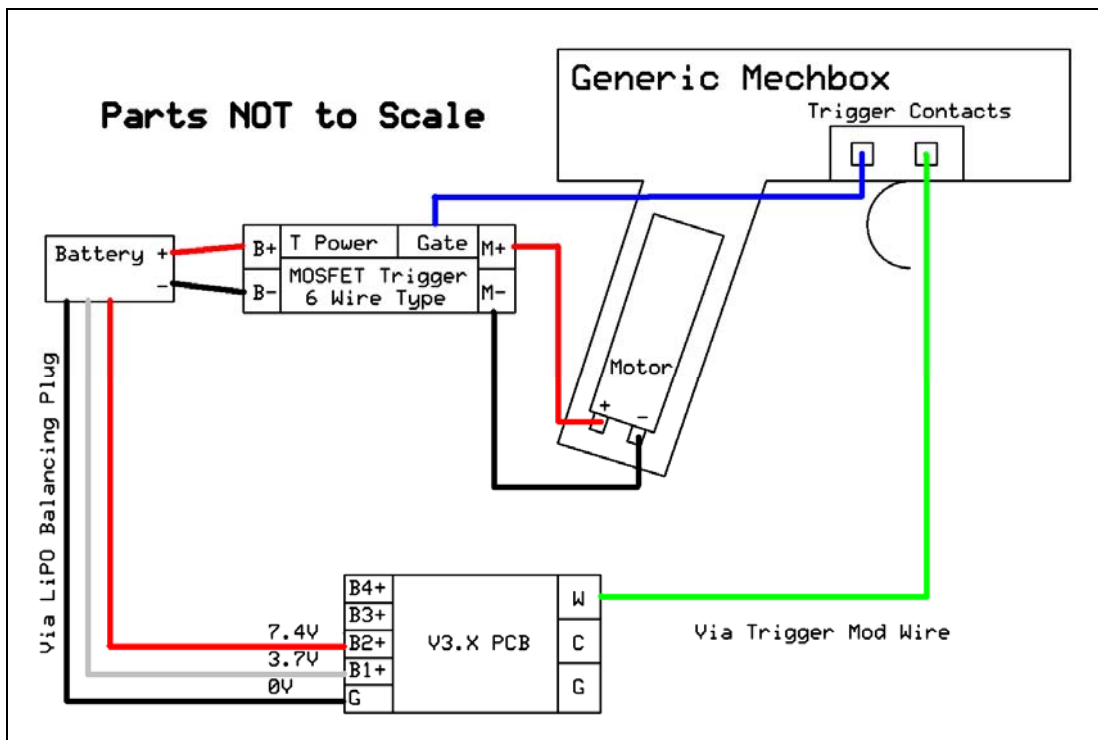 Generic Mechbox
Parts NOT to Scale
Trigger Contacts
Battery +
-
B+
T Power
Gate
M+
B-
MOSFET Trigger
6 Wire Type
M-
Motor
+
-
Via LiPO Balancing Plug
B4+
B3+
B2+
B1+
G
7.4V
3.7V
0V
V3.X PCB
W
C
G
Via Trigger Mod Wire